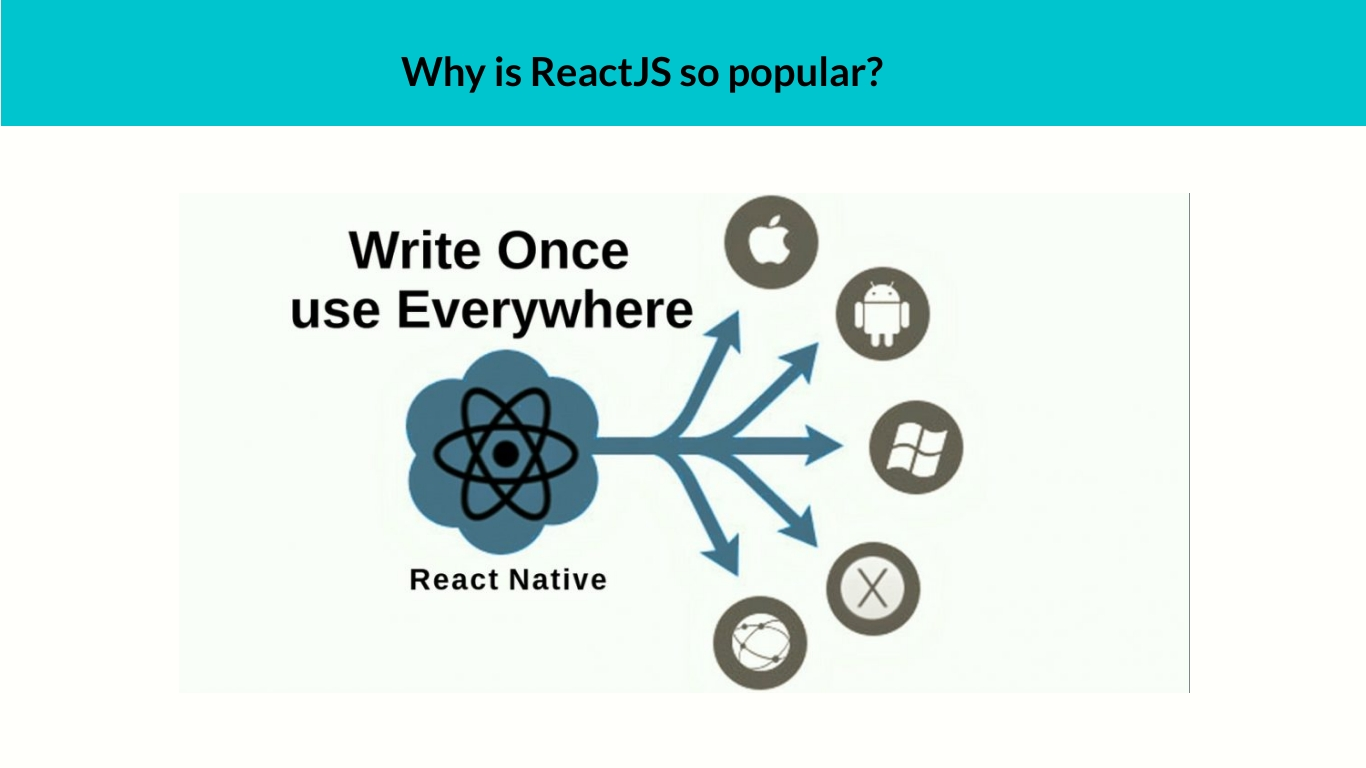 Why is ReactJS so popular?
Write Once
use Everywhere
React Native
X